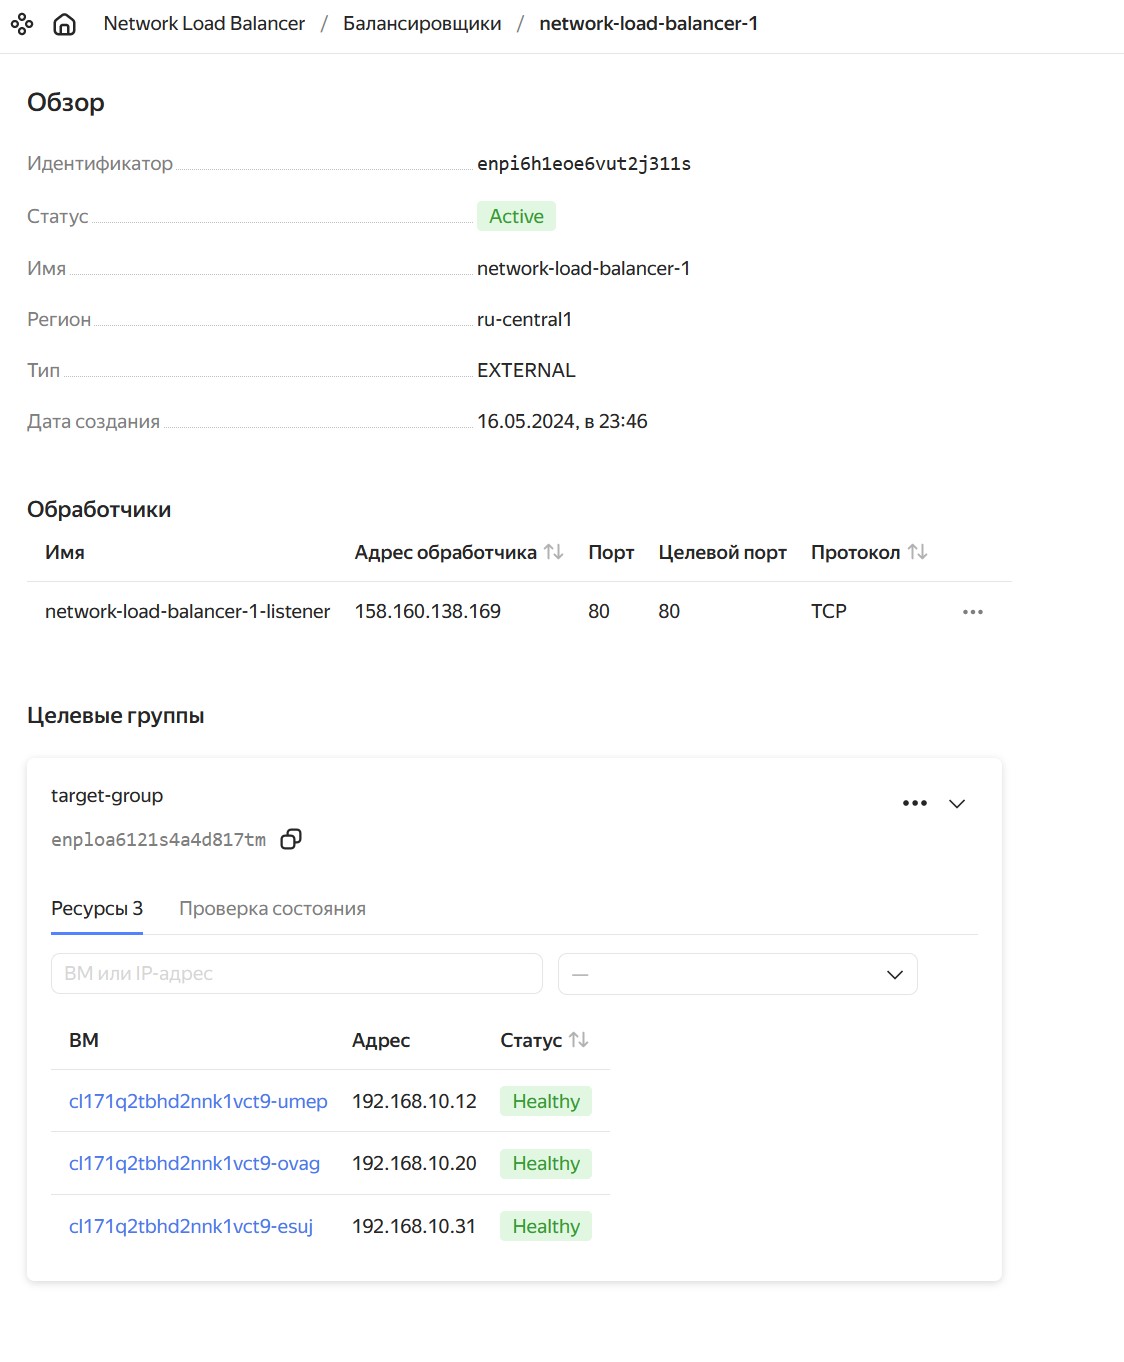 Network Load Balancer / Балансировщики / network-load-balancer-1
Обзор
Идентификатор enpi6h1eoe6vut2j311s
Статус Active
Имя network-load-balancer-1
Регион ru-central1
Тип EXTERNAL
Дата создания 16.05.2024, в 23:46
Обработчики
Имя Адрес обработчика Порт Целевой порт Протокол
network-load-balancer-1-listener 158.160.138.169 80 80 TCP
Целевые группы
target-group
enploa6121s4a4d817tm
Ресурсы 3 Проверка состояния
ВМ или IP-адрес —
ВМ Адрес Статус
cl171q2tbhd2nnk1vct9-umep 192.168.10.12 Healthy
cl171q2tbhd2nnk1vct9-ovag 192.168.10.20 Healthy
cl171q2tbhd2nnk1vct9-esuj 192.168.10.31 Healthy